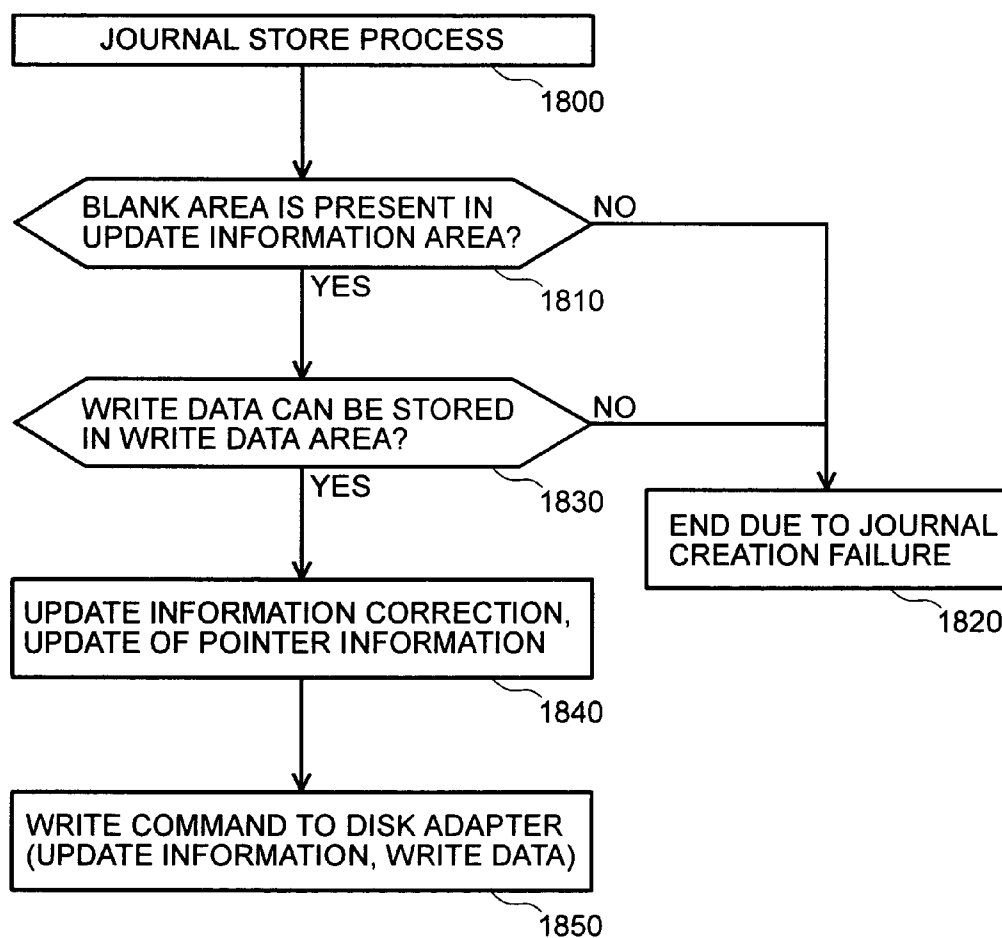 JOURNAL STORE PROCESS
1800
BLANK AREA IS PRESENT IN
UPDATE INFORMATION AREA?
NO
YES
1810
WRITE DATA CAN BE STORED
IN WRITE DATA AREA?
NO
YES
1830
END DUE TO JOURNAL
CREATION FAILURE
1820
UPDATE INFORMATION CORRECTION,
UPDATE OF POINTER INFORMATION
1840
WRITE COMMAND TO DISK ADAPTER
(UPDATE INFORMATION, WRITE DATA)
1850